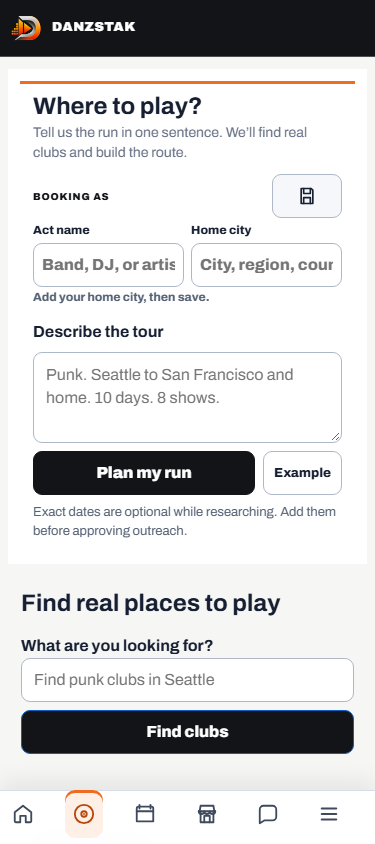 DANZSTAK
Where to play?
Tell us the run in one sentence. We’ll find real
clubs and build the route.
BOOKING AS
Act name
Home city
Band, DJ, or artis
City, region, cour
Add your home city, then save.
Describe the tour
Punk. Seattle to San Francisco and
home. 10 days. 8 shows.
Plan my run
Example
Exact dates are optional while researching. Add them
before approving outreach.
Find real places to play
What are you looking for?
Find punk clubs in Seattle
Find clubs